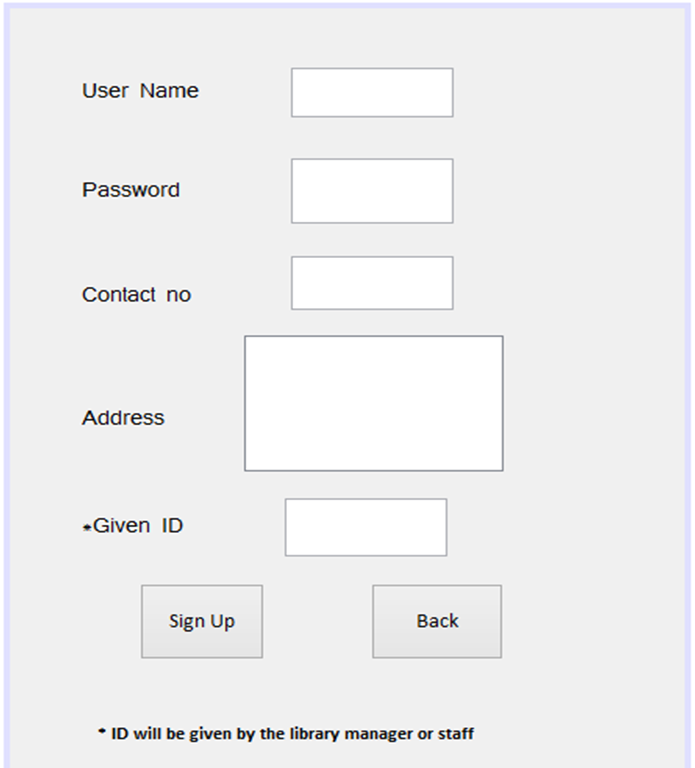 User Name
Password
Contact no
Address
*Given ID
Sign Up
Back
* ID will be given by the library manager or staff